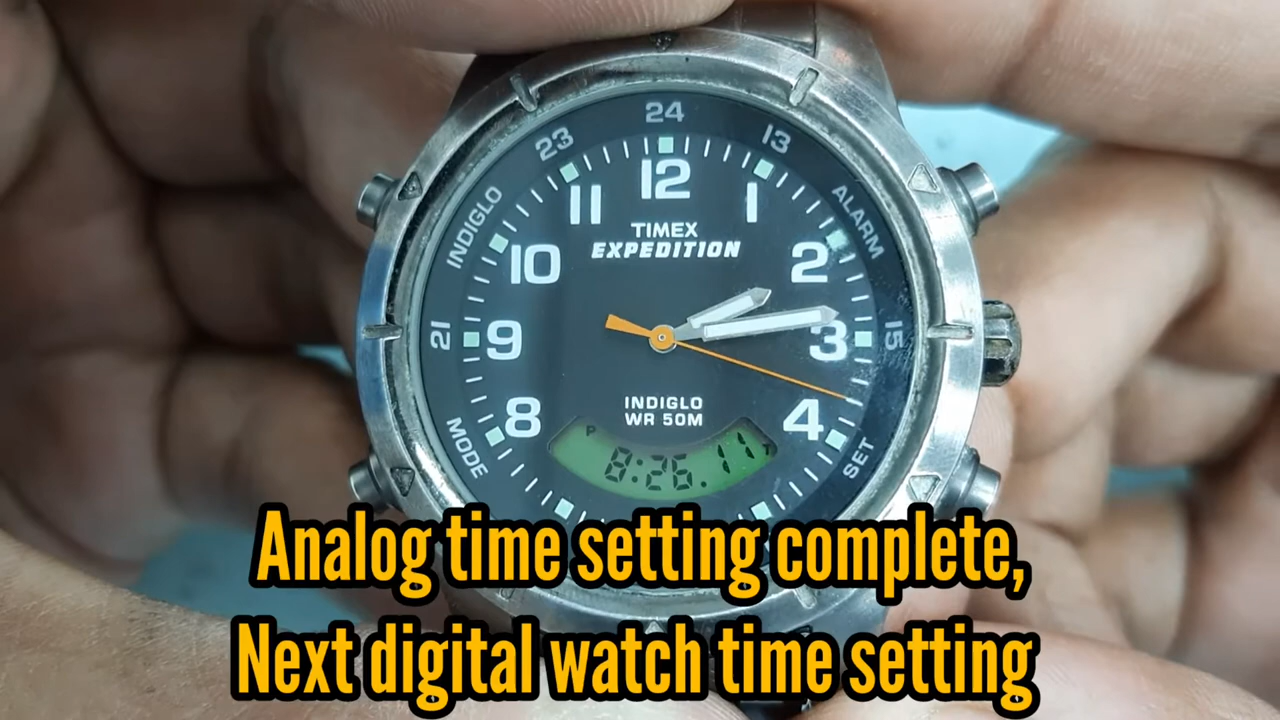 24
23
13
12
11
1
INDIGLO
ALARM
TIMEX
EXPEDITION
10
2
21
9
3
15
INDIGLO
WR 50M
8
4
MODE
SET
P
8:26. 11 T
Analog time setting complete,
Next digital watch time setting